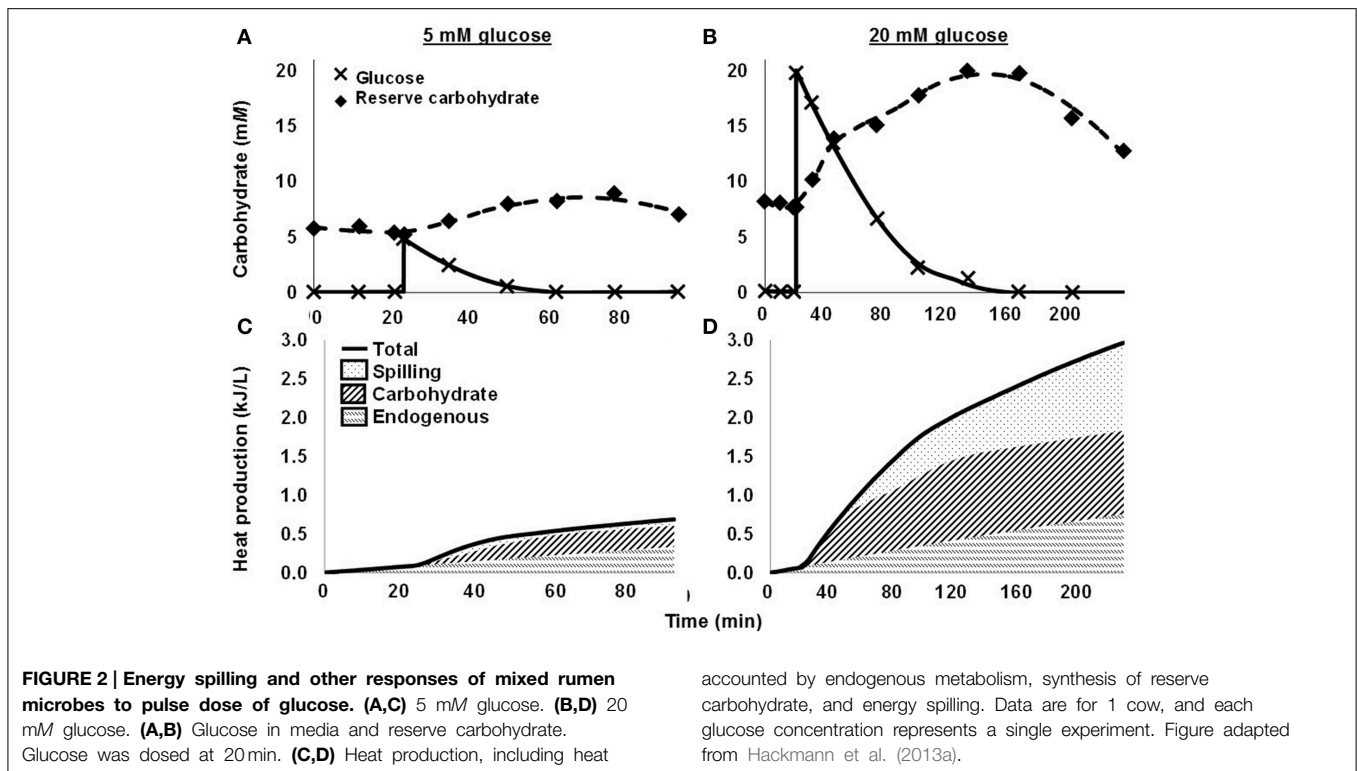 A
5 mM glucose
B
20 mM glucose
20
15
10
5
0
Carbohydrate (mM)
Glucose
Reserve carbohydrate
00 20 40 60 80
20
15
10
5
0
0 40 80 120 160 200
C
3.0
2.5
2.0
1.5
1.0
0.5
0.0
Heat production (kJ/L)
Total
Spilling
Carbohydrate
Endogenous
0 20 40 60 80
D
3.0
2.5
2.0
1.5
1.0
0.5
0.0
0 40 80 120 160 200
Time (min)
FIGURE 2 | Energy spilling and other responses of mixed rumen
microbes to pulse dose of glucose. (A,C) 5 mM glucose. (B,D) 20
mM glucose. (A,B) Glucose in media and reserve carbohydrate.
Glucose was dosed at 20 min. (C,D) Heat production, including heat
accounted by endogenous metabolism, synthesis of reserve
carbohydrate, and energy spilling. Data are for 1 cow, and each
glucose concentration represents a single experiment. Figure adapted
from Hackmann et al. (2013a).